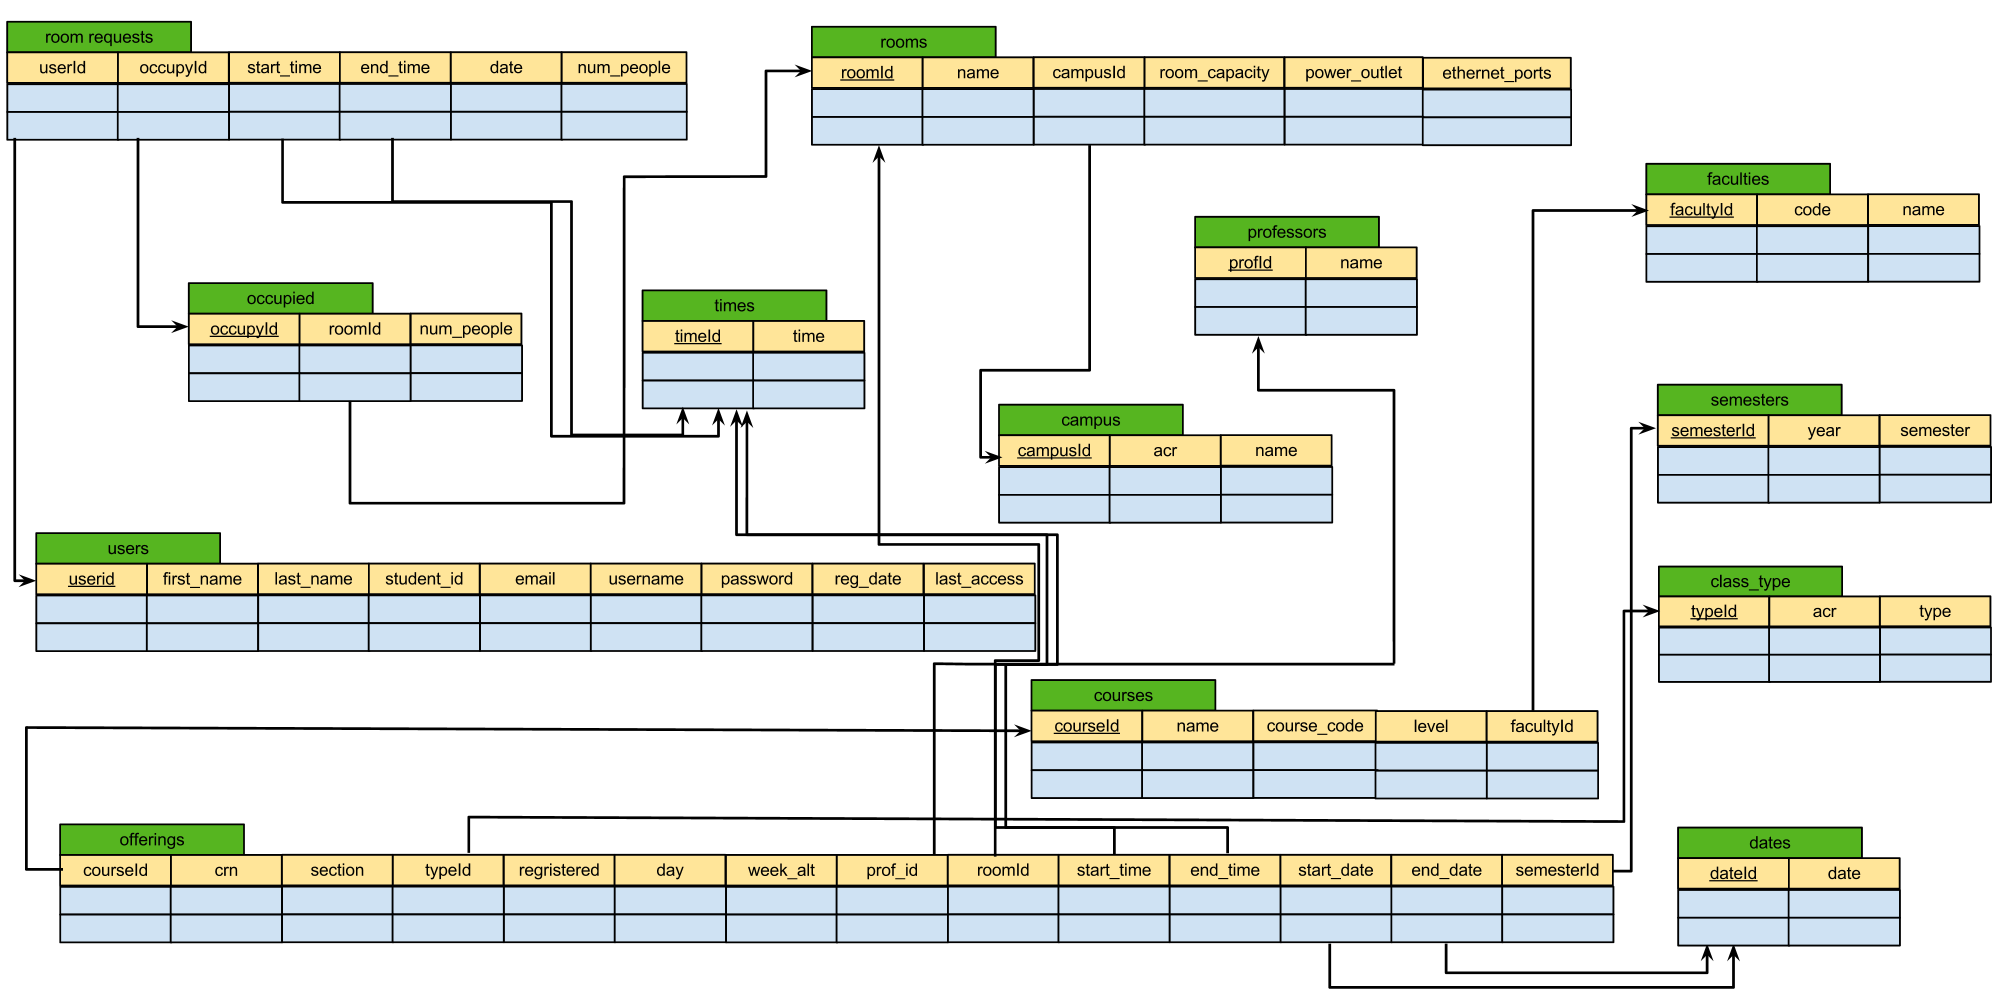 room requests
userId occupyId start_time end_time date num_people
rooms
roomId name campusId room_capacity power_outlet ethernet_ports
faculties
facultyId code name
professors
profId name
occupied
occupyId roomId num_people
times
timeId time
campus
campusId acr name
semesters
semesterId year semester
users
userid first_name last_name student_id email username password reg_date last_access
class_type
typeId acr type
courses
courseId name course_code level facultyId
offerings
courseId crn section typeId regristered day week_alt prof_id roomId start_time end_time start_date end_date semesterId
dates
dateId date